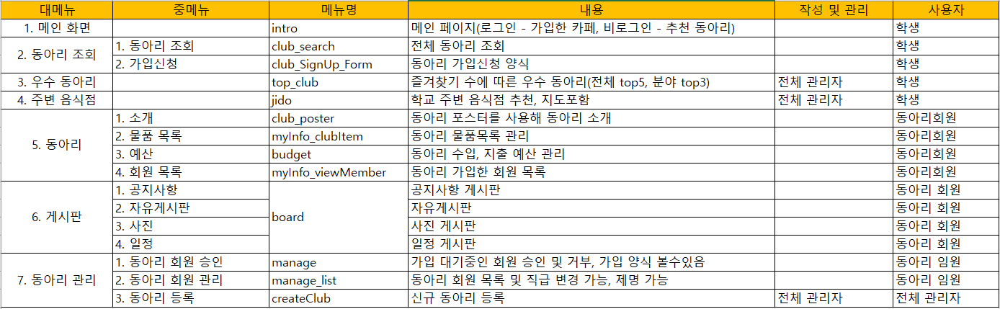 대메뉴 중메뉴 메뉴명 내용 작성 및 관리 사용자
1. 메인 화면 intro 메인 페이지(로그인 - 가입한 카페, 비로그인 - 추천 동아리) 학생
2. 동아리 조회 1. 동아리 조회 club_search 전체 동아리 조회 학생
2. 가입신청 club_SignUp_Form 동아리 가입신청 양식 학생
3. 우수 동아리 top_club 즐겨찾기 수에 따른 우수 동아리(전체 top5, 분야 top3) 전체 관리자 학생
4. 주변 음식점 jido 학교 주변 음식점 추천, 지도포함 전체 관리자 학생
5. 동아리 1. 소개 club_poster 동아리 포스터를 사용해 동아리 소개 동아리회원
2. 물품 목록 myInfo_clubItem 동아리 물품목록 관리 동아리회원
3. 예산 budget 동아리 수입, 지출 예산 관리 동아리회원
4. 회원 목록 myInfo_viewMember 동아리 가입한 회원 목록 동아리회원
6. 게시판 1. 공지사항 board 공지사항 게시판 동아리 회원
2. 자유게시판 자유게시판 동아리 회원
3. 사진 사진 게시판 동아리 회원
4. 일정 일정 게시판 동아리 회원
7. 동아리 관리 1. 동아리 회원 승인 manage 가입 대기중인 회원 승인 및 거부, 가입 양식 볼수있음 동아리 임원
2. 동아리 회원 관리 manage_list 동아리 회원 목록 및 직급 변경 가능, 제명 가능 동아리 임원
3. 동아리 등록 createClub 신규 동아리 등록 전체 관리자 전체 관리자